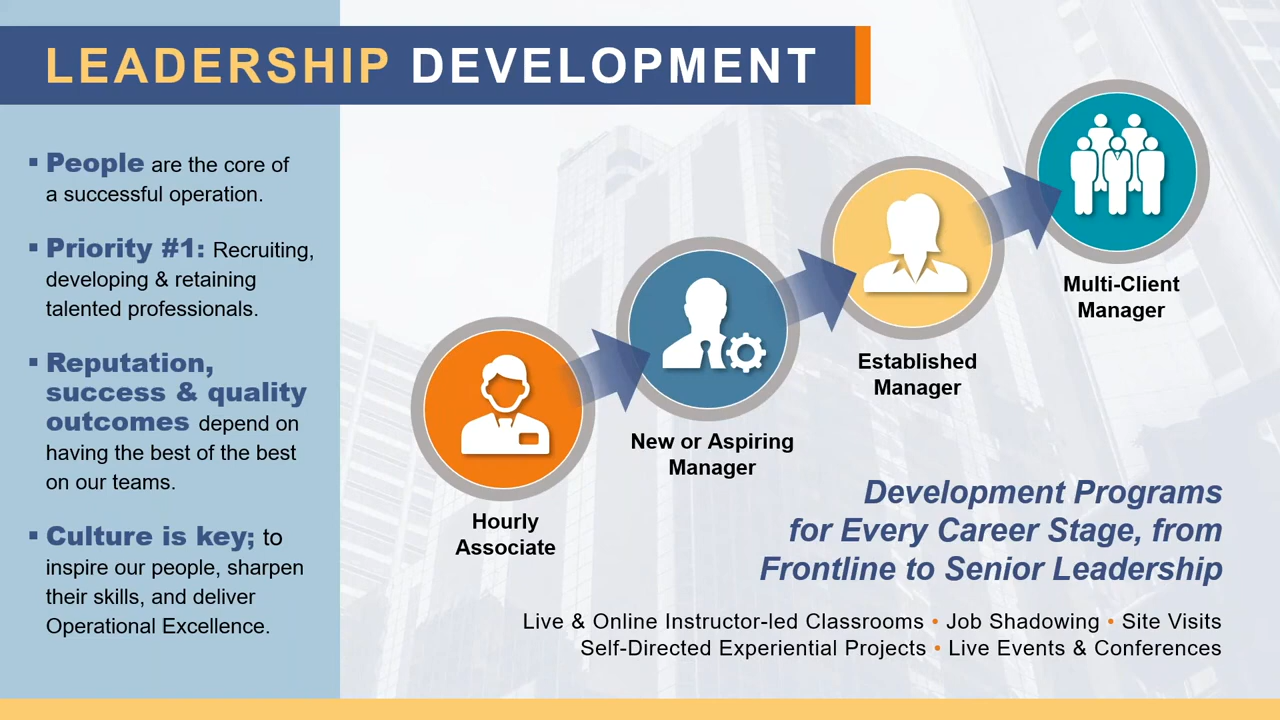 LEADERSHIP DEVELOPMENT
▪ People are the core of
a successful operation.
▪ Priority #1: Recruiting,
developing & retaining
talented professionals.
▪ Reputation,
success & quality
outcomes depend on
having the best of the best
on our teams.
▪ Culture is key; to
inspire our people, sharpen
their skills, and deliver
Operational Excellence.
Hourly
Associate
New or Aspiring
Manager
Established
Manager
Multi-Client
Manager
Development Programs
for Every Career Stage, from
Frontline to Senior Leadership
Live & Online Instructor-led Classrooms • Job Shadowing • Site Visits
Self-Directed Experiential Projects • Live Events & Conferences